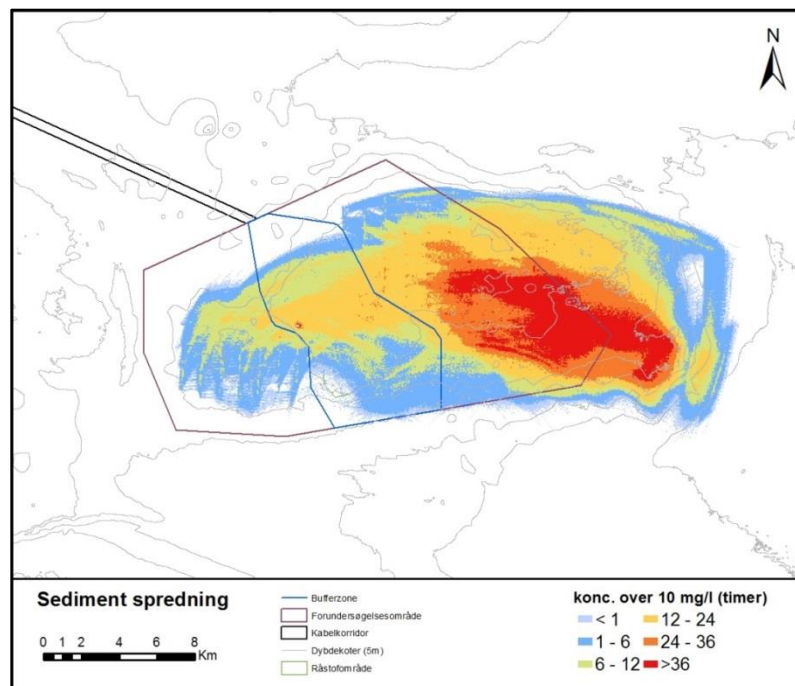 N
Sediment spredning
0 1 2 4 6 8
Km
Bufferzone
Forundersøgelsesområde
Kabelkorridor
Dybdekoter (5m)
Råstofområde
konc. over 10 mg/l (timer)
< 1
1 - 6
6 - 12
12 - 24
24 - 36
>36